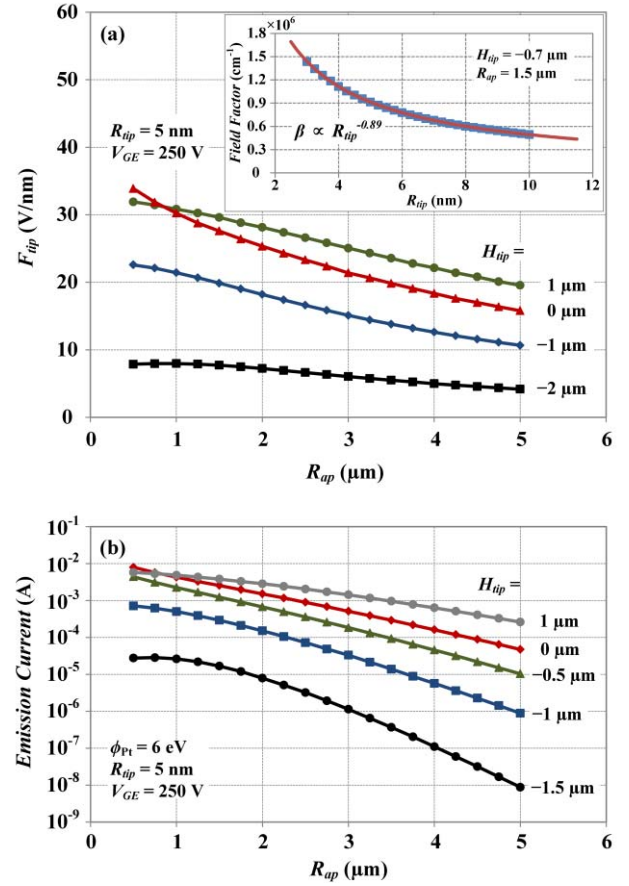 (a)
60
50
40
30
20
10
0
F_tip (V/nm)
R_tip = 5 nm
V_GE = 250 V
×10⁶
1.8
1.5
1.2
0.9
0.6
0.3
0
Field Factor (cm⁻¹)
H_tip = −0.7 µm
R_ap = 1.5 µm
β ∝ R_tip^-0.89
2 4 6 8 10 12
R_tip (nm)
H_tip =
1 µm
0 µm
−1 µm
−2 µm
0 1 2 3 4 5 6
R_ap (µm)
(b)
10⁻¹
10⁻²
10⁻³
10⁻⁴
10⁻⁵
10⁻⁶
10⁻⁷
10⁻⁸
10⁻⁹
Emission Current (A)
H_tip =
1 µm
0 µm
−0.5 µm
−1 µm
−1.5 µm
ϕ_Pt = 6 eV
R_tip = 5 nm
V_GE = 250 V
0 1 2 3 4 5 6
R_ap (µm)